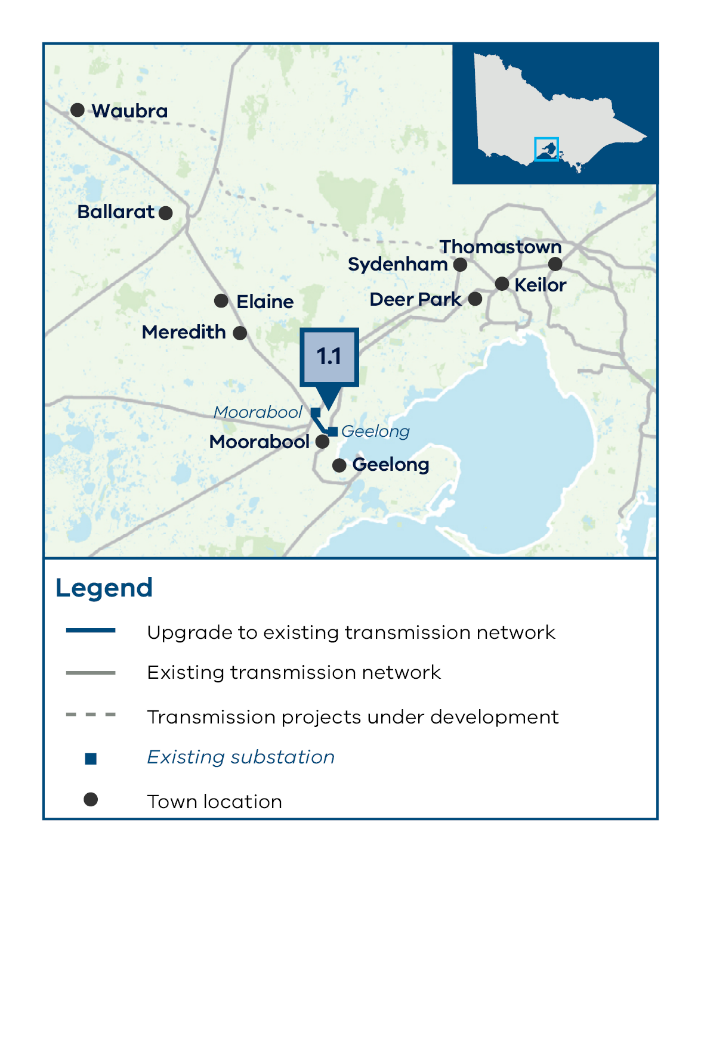 Waubra
Ballarat
Thomastown
Sydenham
Keilor
Deer Park
Elaine
Meredith
1.1
Moorabool
Geelong
Moorabool
Geelong
Legend
Upgrade to existing transmission network
Existing transmission network
Transmission projects under development
Existing substation
Town location